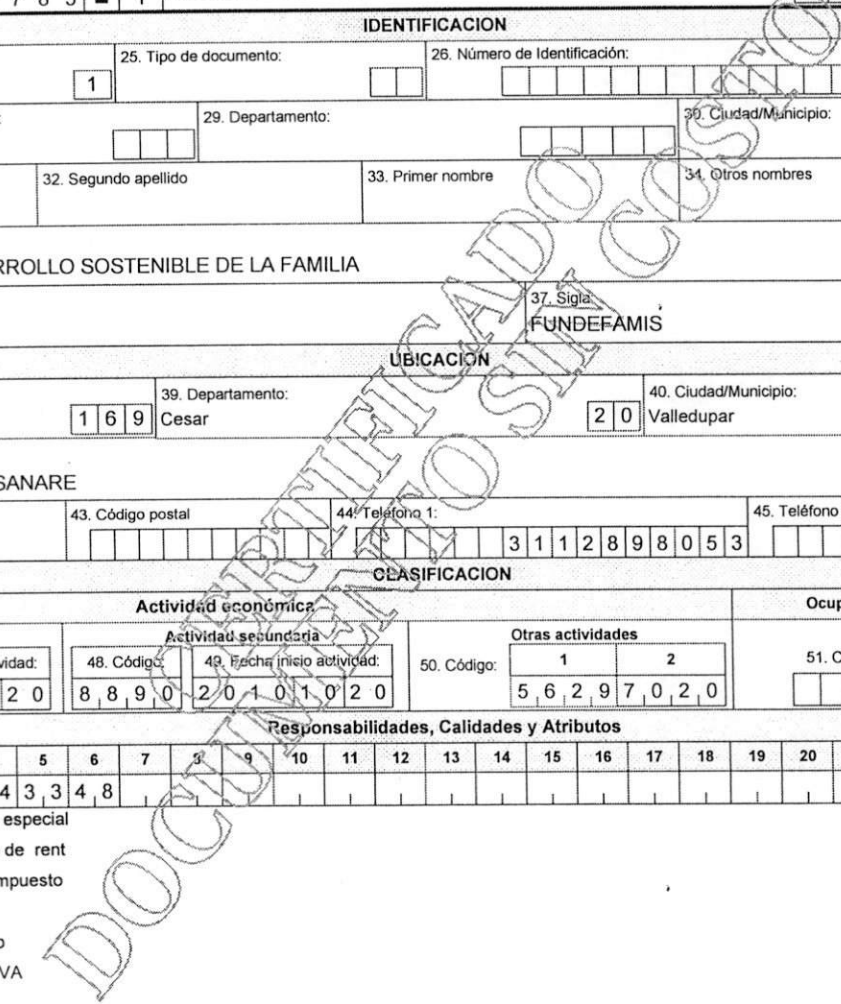 7 8 3 - 1
IDENTIFICACION
25. Tipo de documento: 26. Número de Identificación:
1
29. Departamento: 30. Ciudad/Municipio:
32. Segundo apellido 33. Primer nombre 34. Otros nombres
RROLLO SOSTENIBLE DE LA FAMILIA
37. Sigla:
FUNDEFAMIS
UBICACION
39. Departamento: 40. Ciudad/Municipio:
1 6 9 Cesar 2 0 Valledupar
SANARE
43. Código postal 44. Teléfono 1: 45. Teléfono
3 1 1 2 8 9 8 0 5 3
CLASIFICACION
Actividad económica Ocup
Actividad secundaria Otras actividades
vidad: 48. Código: 49. Fecha inicio actividad: 50. Código: 1 2 51. C
2 0 8 8 9 0 2 0 1 0 1 0 2 0 5 6 2 9 7 0 2 0
Responsabilidades, Calidades y Atributos
5 6 7 8 9 10 11 12 13 14 15 16 17 18 19 20
4 3 3 4 8
especial
de rent
mpuesto
o
VA
CERTIFICADO
DOCUMENTO SIN COSTO